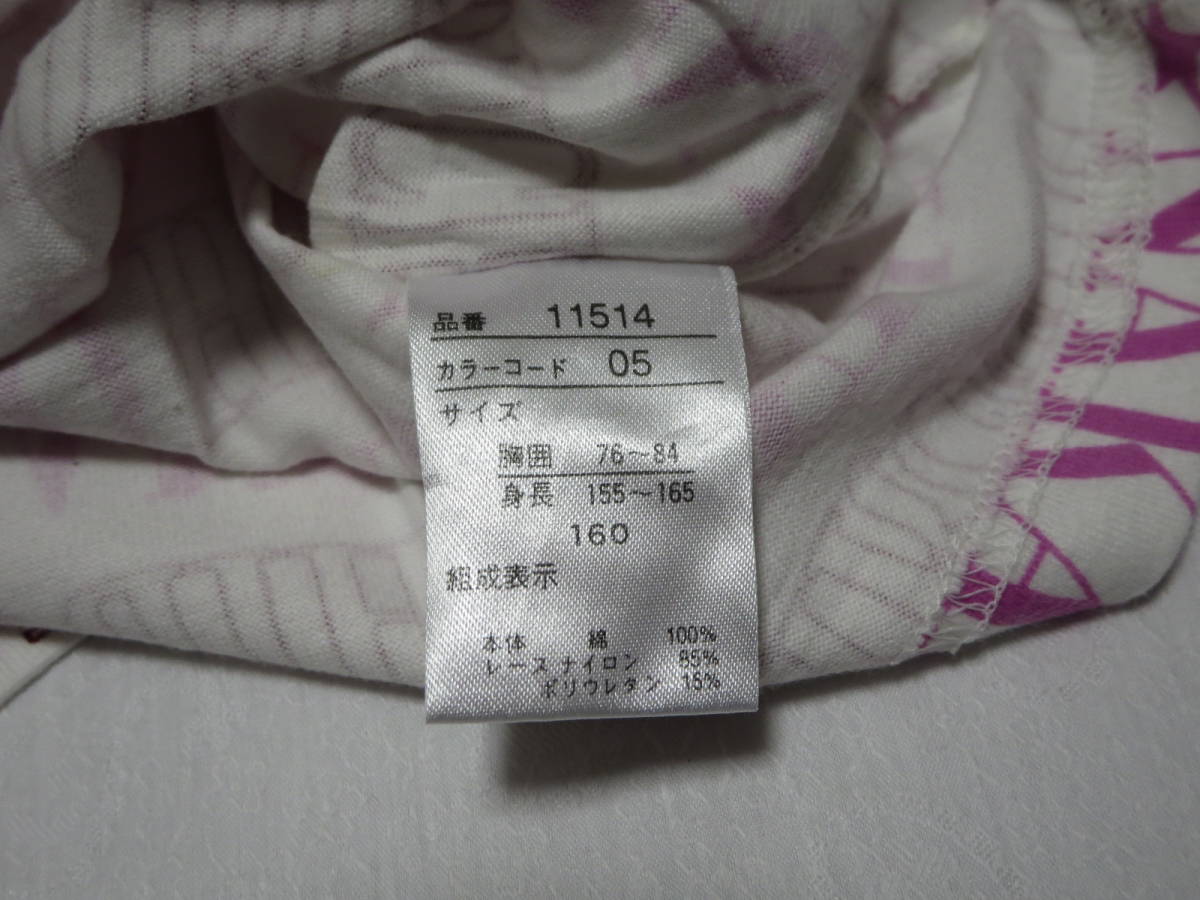 品番 11514
カラーコード 05
サイズ
胸囲 76～84
身長 155～165
160
組成表示
本体 綿 100%
レース ナイロン 85%
ポリウレタン 15%